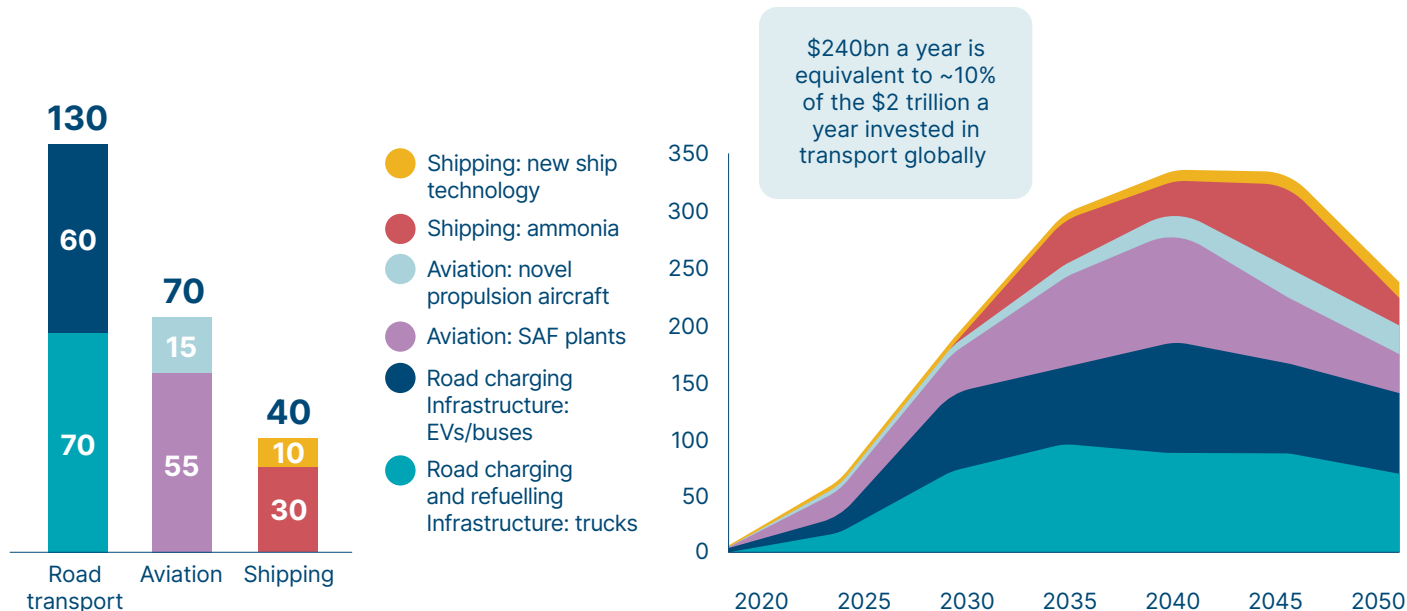 130
60
70
Road
transport
70
15
55
Aviation
40
10
30
Shipping
Shipping: new ship
technology
Shipping: ammonia
Aviation: novel
propulsion aircraft
Aviation: SAF plants
Road charging
Infrastructure:
EVs/buses
Road charging
and refuelling
Infrastructure: trucks
$240bn a year is
equivalent to ~10%
of the $2 trillion a
year invested in
transport globally
350
300
250
200
150
100
50
0
2020 2025 2030 2035 2040 2045 2050